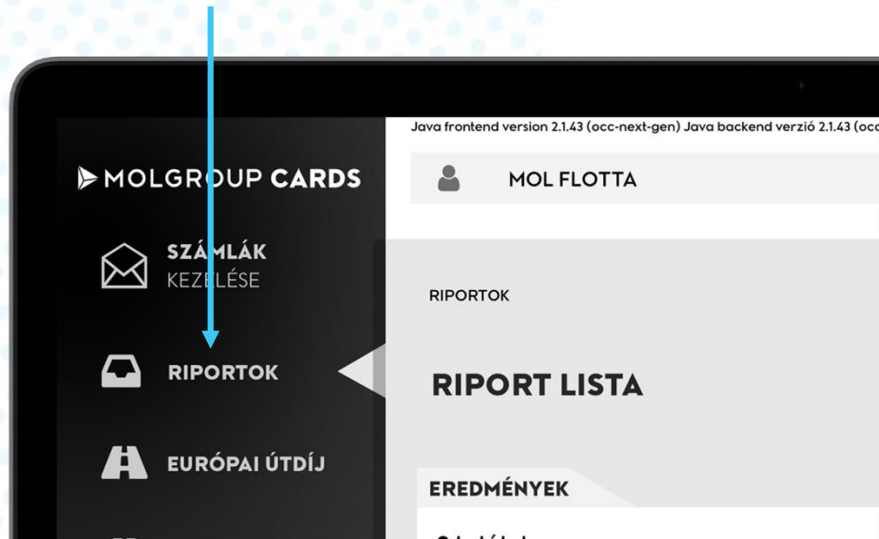 Java frontend version 2.1.43 (occ-next-gen) Java backend verzió 2.1.43 (occ
MOLGROUP CARDS
MOL FLOTTA
SZÁMLÁK
KEZELÉSE
RIPORTOK
RIPORTOK
RIPORT LISTA
EURÓPAI ÚTDÍJ
EREDMÉNYEK